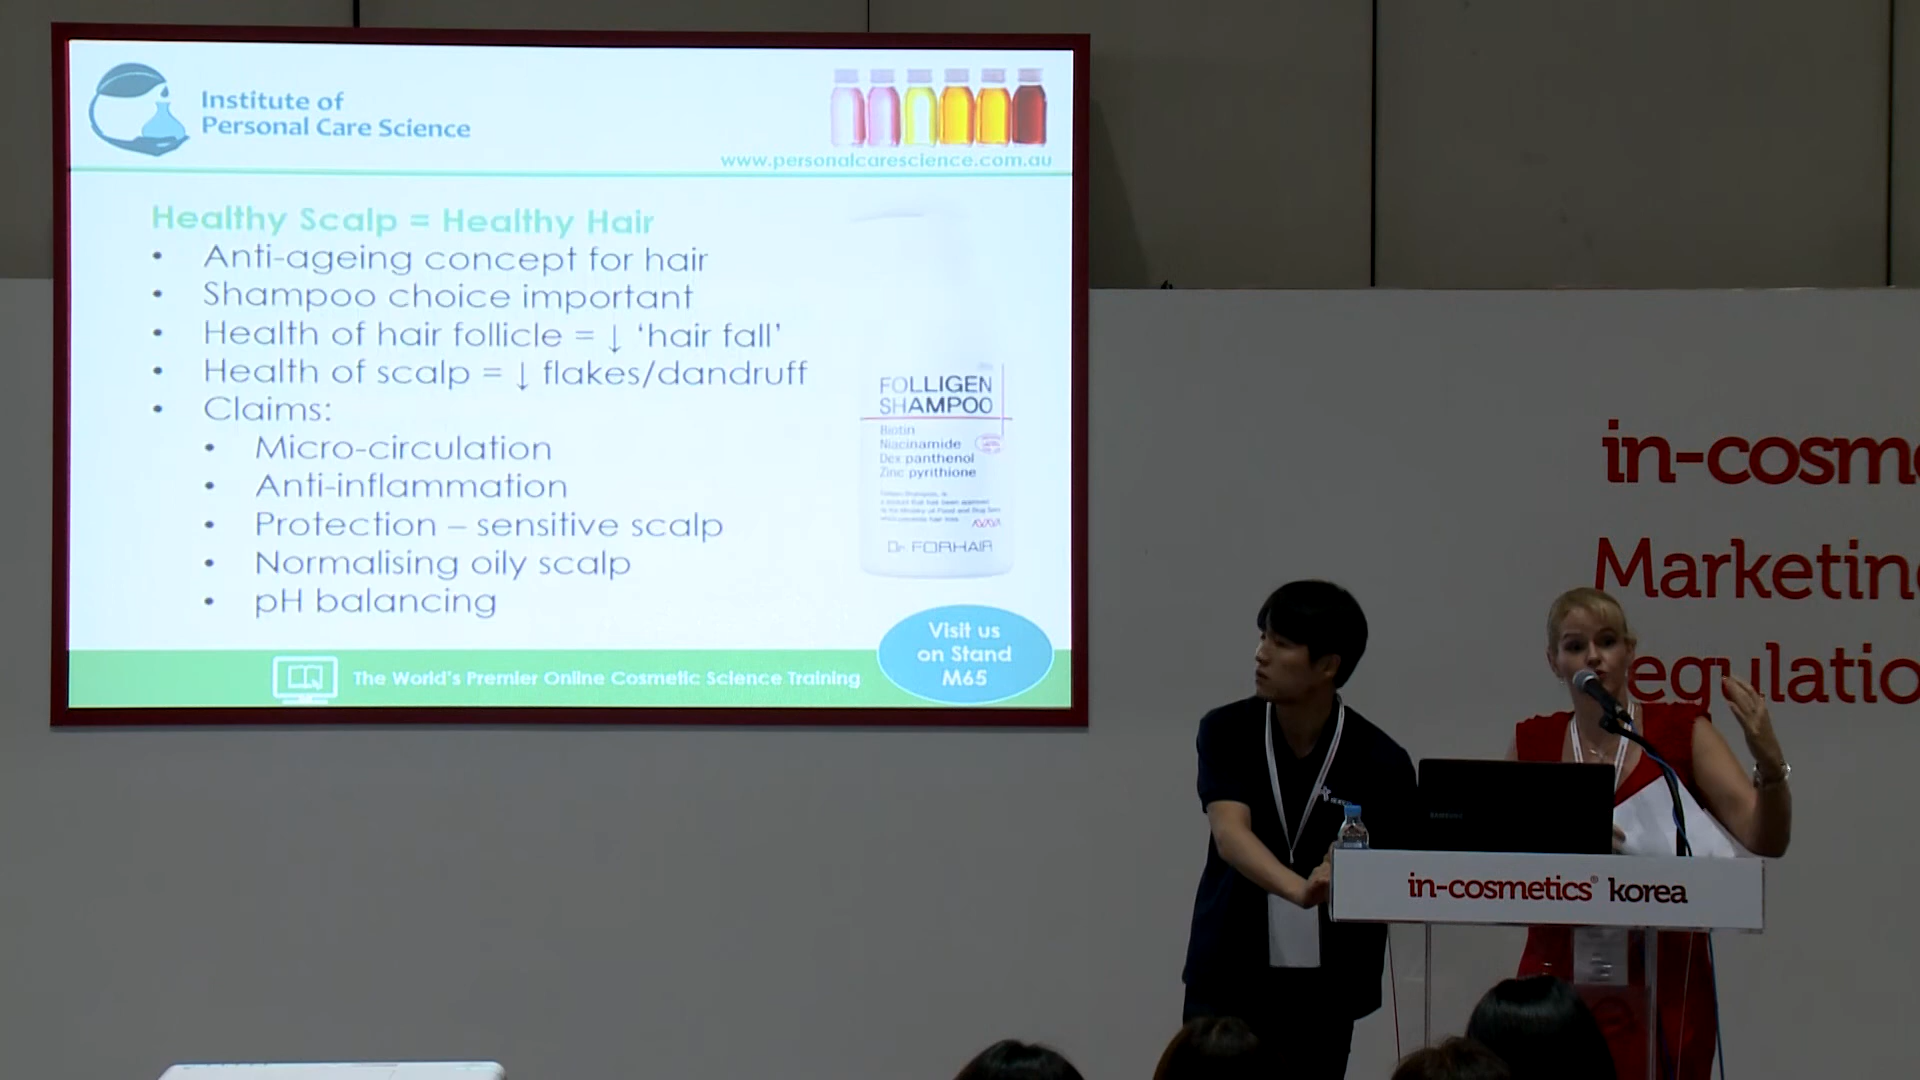 Institute of
Personal Care Science
www.personalcarescience.com.au
Healthy Scalp = Healthy Hair
• Anti-ageing concept for hair
• Shampoo choice important
• Health of hair follicle = ↓ ‘hair fall’
• Health of scalp = ↓ flakes/dandruff
• Claims:
• Micro-circulation
• Anti-inflammation
• Protection – sensitive scalp
• Normalising oily scalp
• pH balancing
FOLLIGEN
SHAMPOO
Biotin
Niacinamide
Dex panthenol
Zinc pyrithione
Dr. FORHAIR
Visit us
on Stand
M65
The World's Premier Online Cosmetic Science Training
in-cosme
Marketin
egulatio
SAMSUNG
in-cosmetics® korea